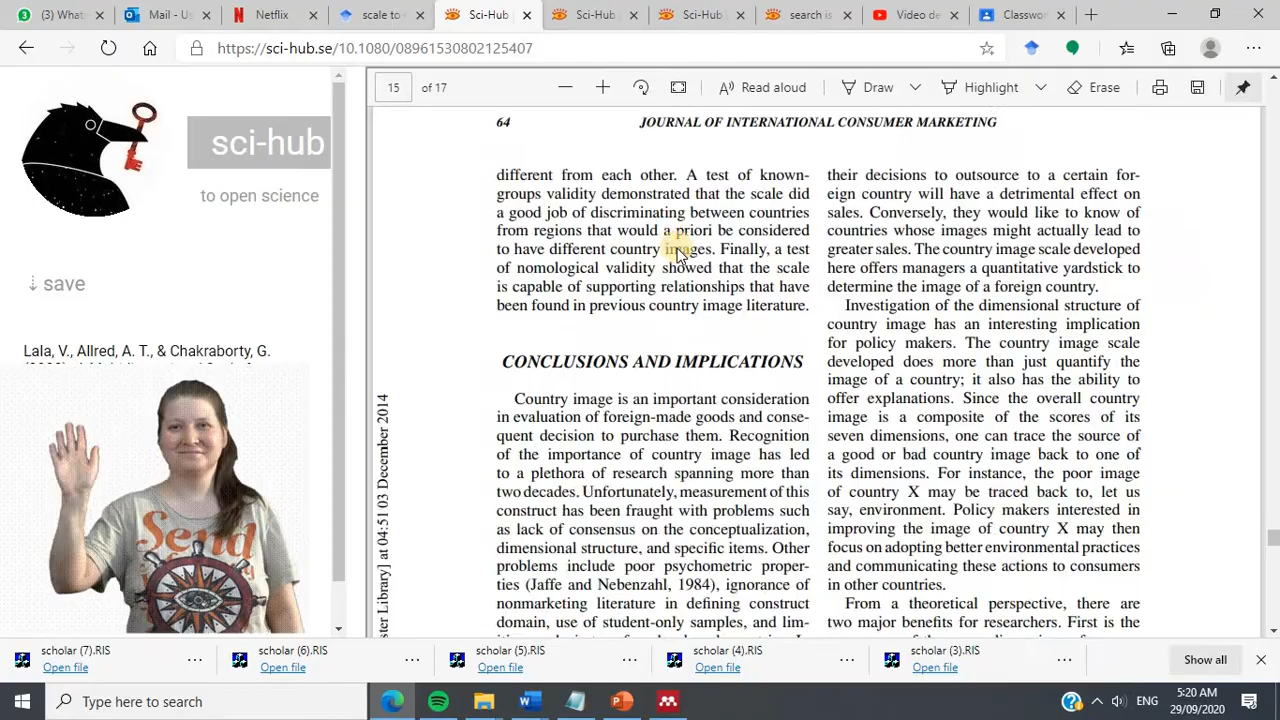 (3) Whats
Mail - Us
Netflix
scale to
Sci-Hub
Sci-Hub
Sci-Hub
search is
Video de
Classwor
https://sci-hub.se/10.1080/08961530802125407
15 of 17
Read aloud
Draw
Highlight
Erase
sci-hub
to open science
↓ save
Lala, V., Allred, A. T., & Chakraborty, G.
64
JOURNAL OF INTERNATIONAL CONSUMER MARKETING
different from each other. A test of known-
groups validity demonstrated that the scale did
a good job of discriminating between countries
from regions that would a priori be considered
to have different country images. Finally, a test
of nomological validity showed that the scale
is capable of supporting relationships that have
been found in previous country image literature.
CONCLUSIONS AND IMPLICATIONS
Country image is an important consideration
in evaluation of foreign-made goods and conse-
quent decision to purchase them. Recognition
of the importance of country image has led
to a plethora of research spanning more than
two decades. Unfortunately, measurement of this
construct has been fraught with problems such
as lack of consensus on the conceptualization,
dimensional structure, and specific items. Other
problems include poor psychometric proper-
ties (Jaffe and Nebenzahl, 1984), ignorance of
nonmarketing literature in defining construct
domain, use of student-only samples, and lim-
their decisions to outsource to a certain for-
eign country will have a detrimental effect on
sales. Conversely, they would like to know of
countries whose images might actually lead to
greater sales. The country image scale developed
here offers managers a quantitative yardstick to
determine the image of a foreign country.
Investigation of the dimensional structure of
country image has an interesting implication
for policy makers. The country image scale
developed does more than just quantify the
image of a country; it also has the ability to
offer explanations. Since the overall country
image is a composite of the scores of its
seven dimensions, one can trace the source of
a good or bad country image back to one of
its dimensions. For instance, the poor image
of country X may be traced back to, let us
say, environment. Policy makers interested in
improving the image of country X may then
focus on adopting better environmental practices
and communicating these actions to consumers
in other countries.
From a theoretical perspective, there are
two major benefits for researchers. First is the
ster Library] at 04:51 03 December 2014
Send
scholar (7).RIS
Open file
scholar (6).RIS
Open file
scholar (5).RIS
Open file
scholar (4).RIS
Open file
scholar (3).RIS
Open file
Show all
Type here to search
ENG
5:20 AM
29/09/2020